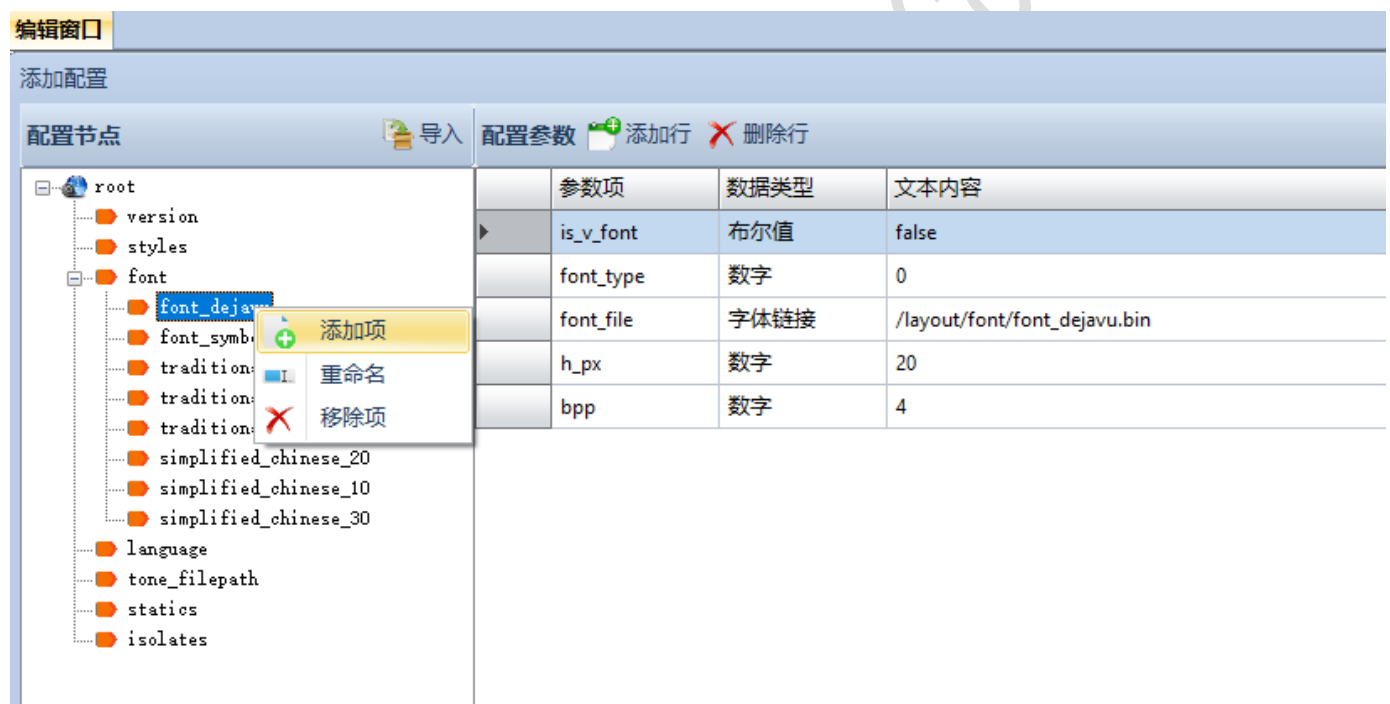 编辑窗口
添加配置
配置节点 导入 配置参数 添加行 删除行
root
version
styles
font
font_dejavu
simplified_chinese_20
simplified_chinese_10
simplified_chinese_30
language
tone_filepath
statics
isolates
添加项
重命名
移除项
参数项 数据类型 文本内容
is_v_font 布尔值 false
font_type 数字 0
font_file 字体链接 /layout/font/font_dejavu.bin
h_px 数字 20
bpp 数字 4